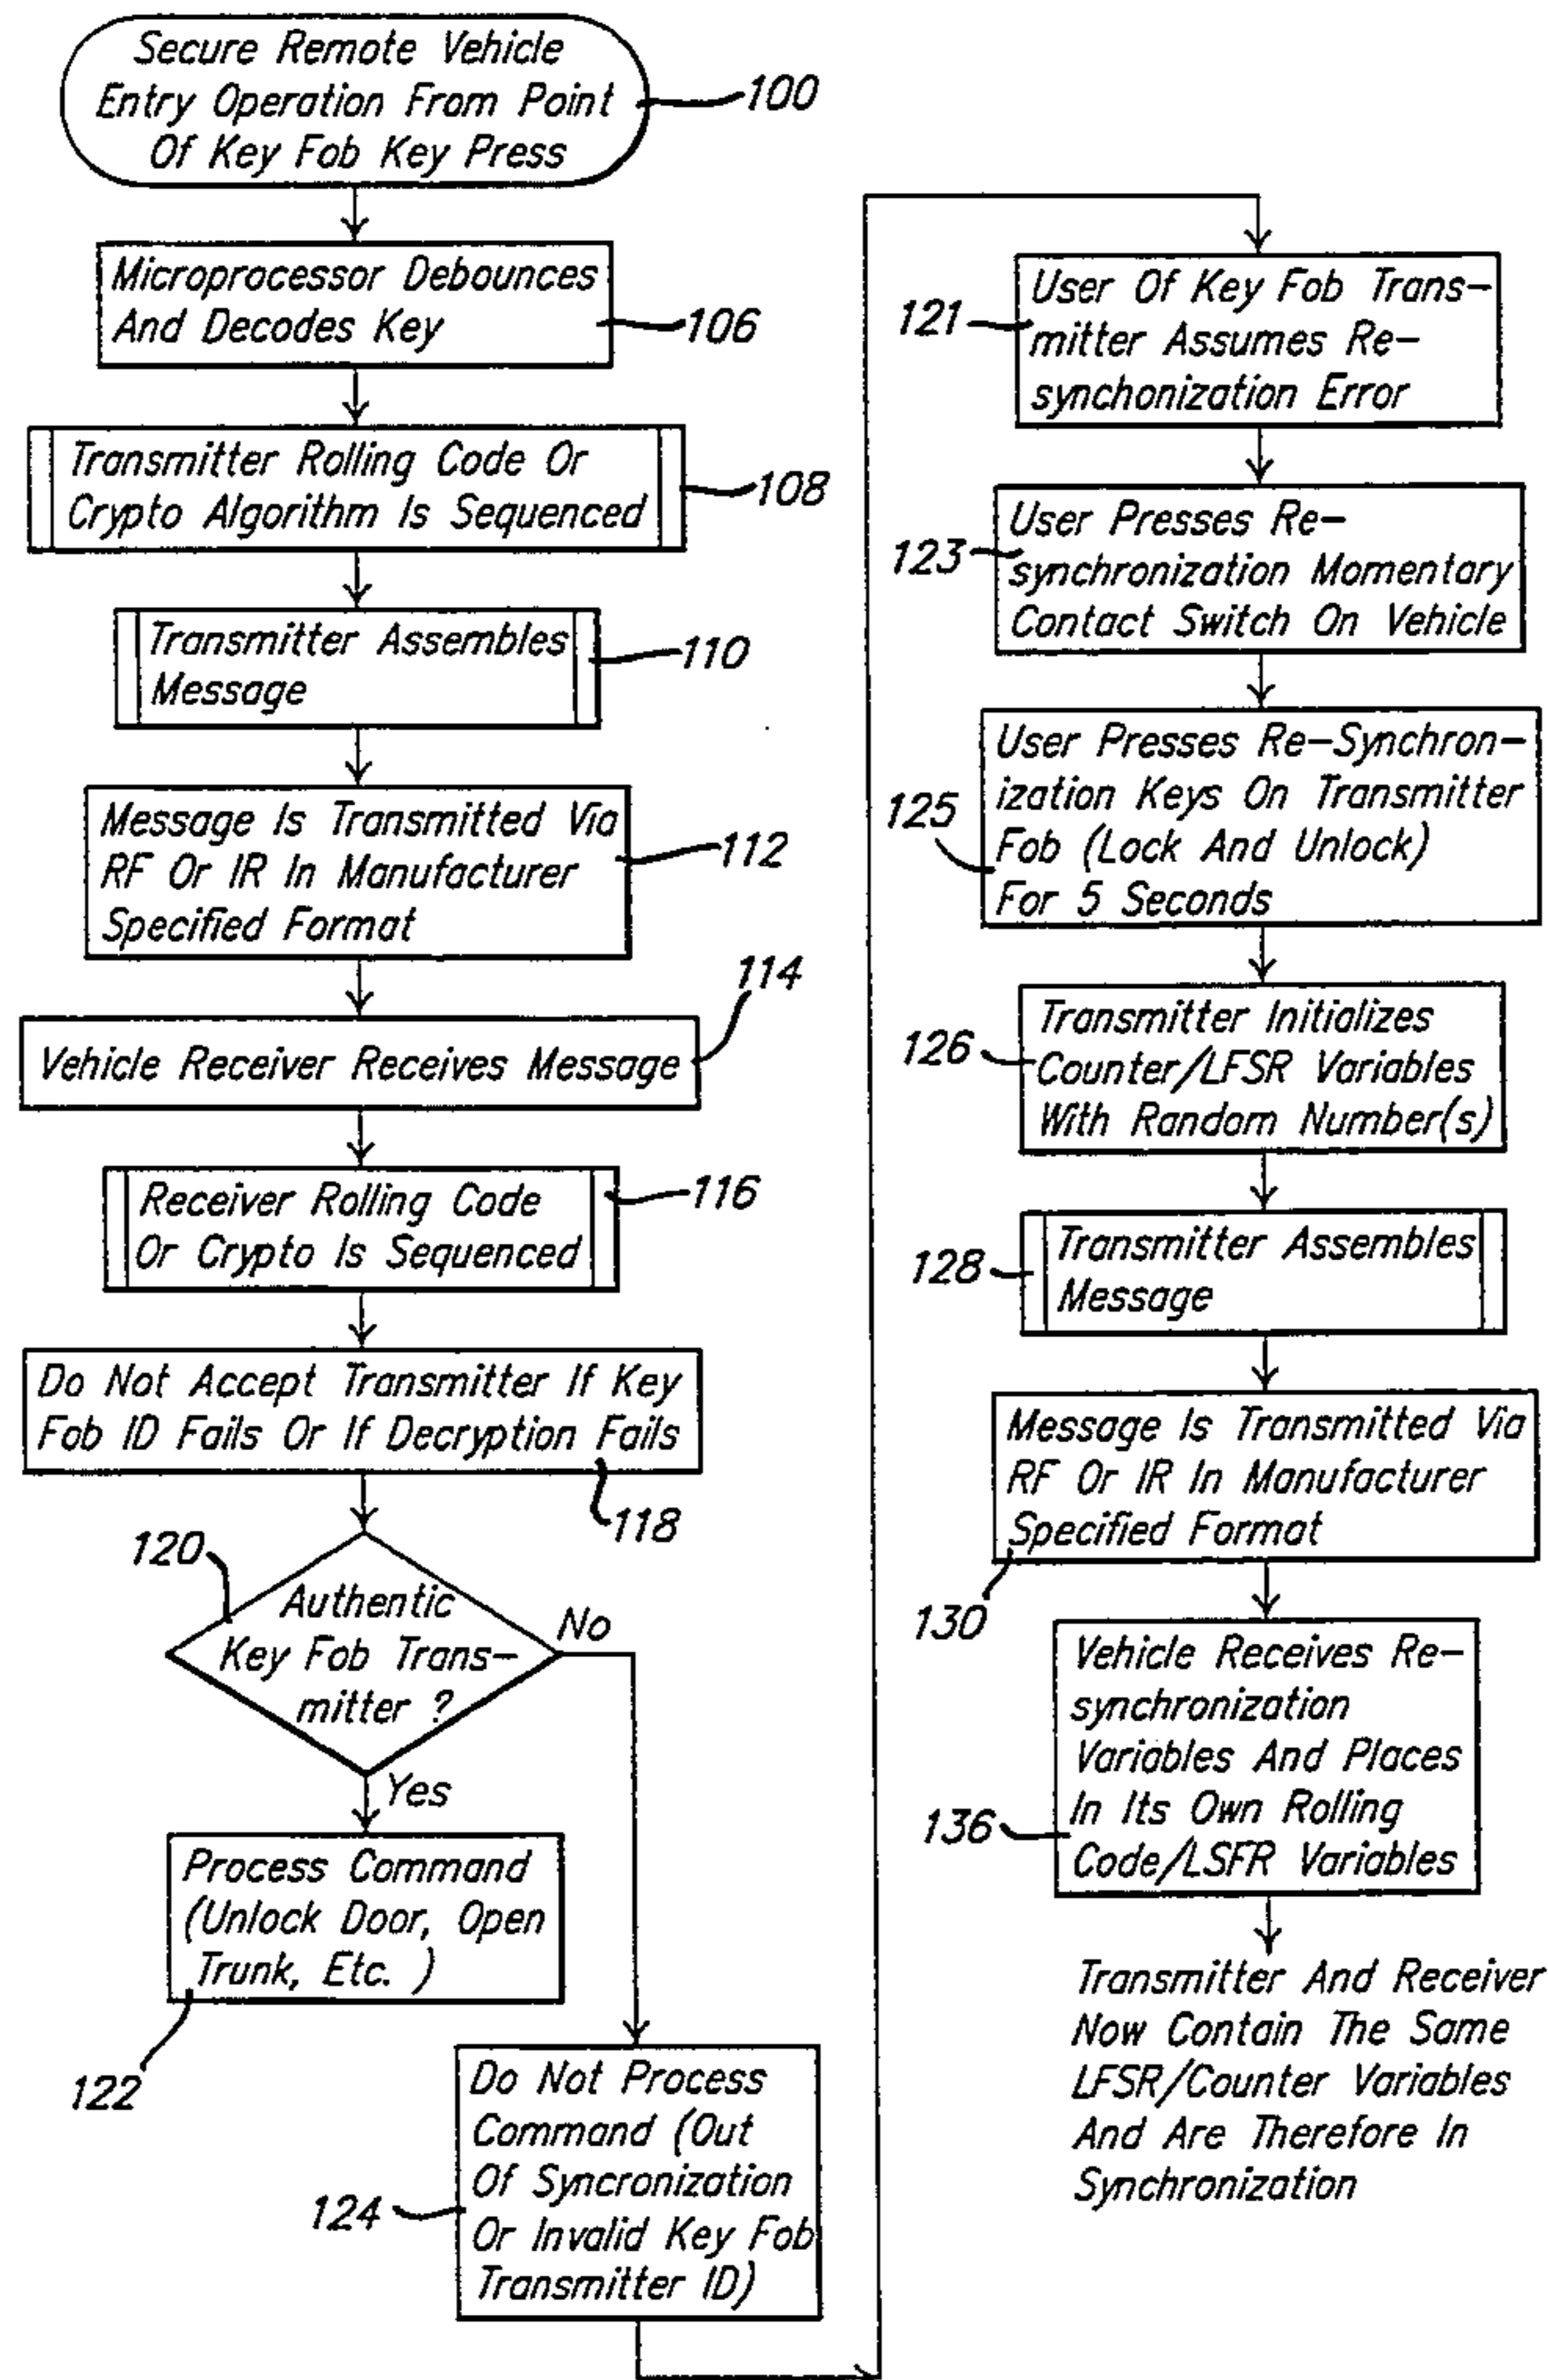 Secure Remote Vehicle
Entry Operation From Point
Of Key Fob Key Press
100
Microprocessor Debounces
And Decodes Key
106
Transmitter Rolling Code Or
Crypto Algorithm Is Sequenced
108
Transmitter Assembles
Message
110
Message Is Transmitted Via
RF Or IR In Manufacturer
Specified Format
112
114
Vehicle Receiver Receives Message
Receiver Rolling Code
Or Crypto Is Sequenced
116
Do Not Accept Transmitter If Key
Fob ID Fails Or If Decryption Fails
118
120
Authentic
Key Fob Trans-
mitter ?
No
Yes
Process Command
(Unlock Door, Open
Trunk, Etc. )
122
Do Not Process
Command (Out
Of Syncronization
Or Invalid Key Fob
Transmitter ID)
124
User Of Key Fob Trans-
mitter Assumes Re-
synchonization Error
121
User Presses Re-
synchronization Momentary
Contact Switch On Vehicle
123
User Presses Re-Synchron-
ization Keys On Transmitter
Fob (Lock And Unlock)
For 5 Seconds
125
Transmitter Initializes
Counter/LFSR Variables
With Random Number(s)
126
Transmitter Assembles
Message
128
Message Is Transmitted Via
RF Or IR In Manufacturer
Specified Format
130
Vehicle Receives Re-
synchronization
Variables And Places
In Its Own Rolling
Code/LSFR Variables
136
Transmitter And Receiver
Now Contain The Same
LFSR/Counter Variables
And Are Therefore In
Synchronization